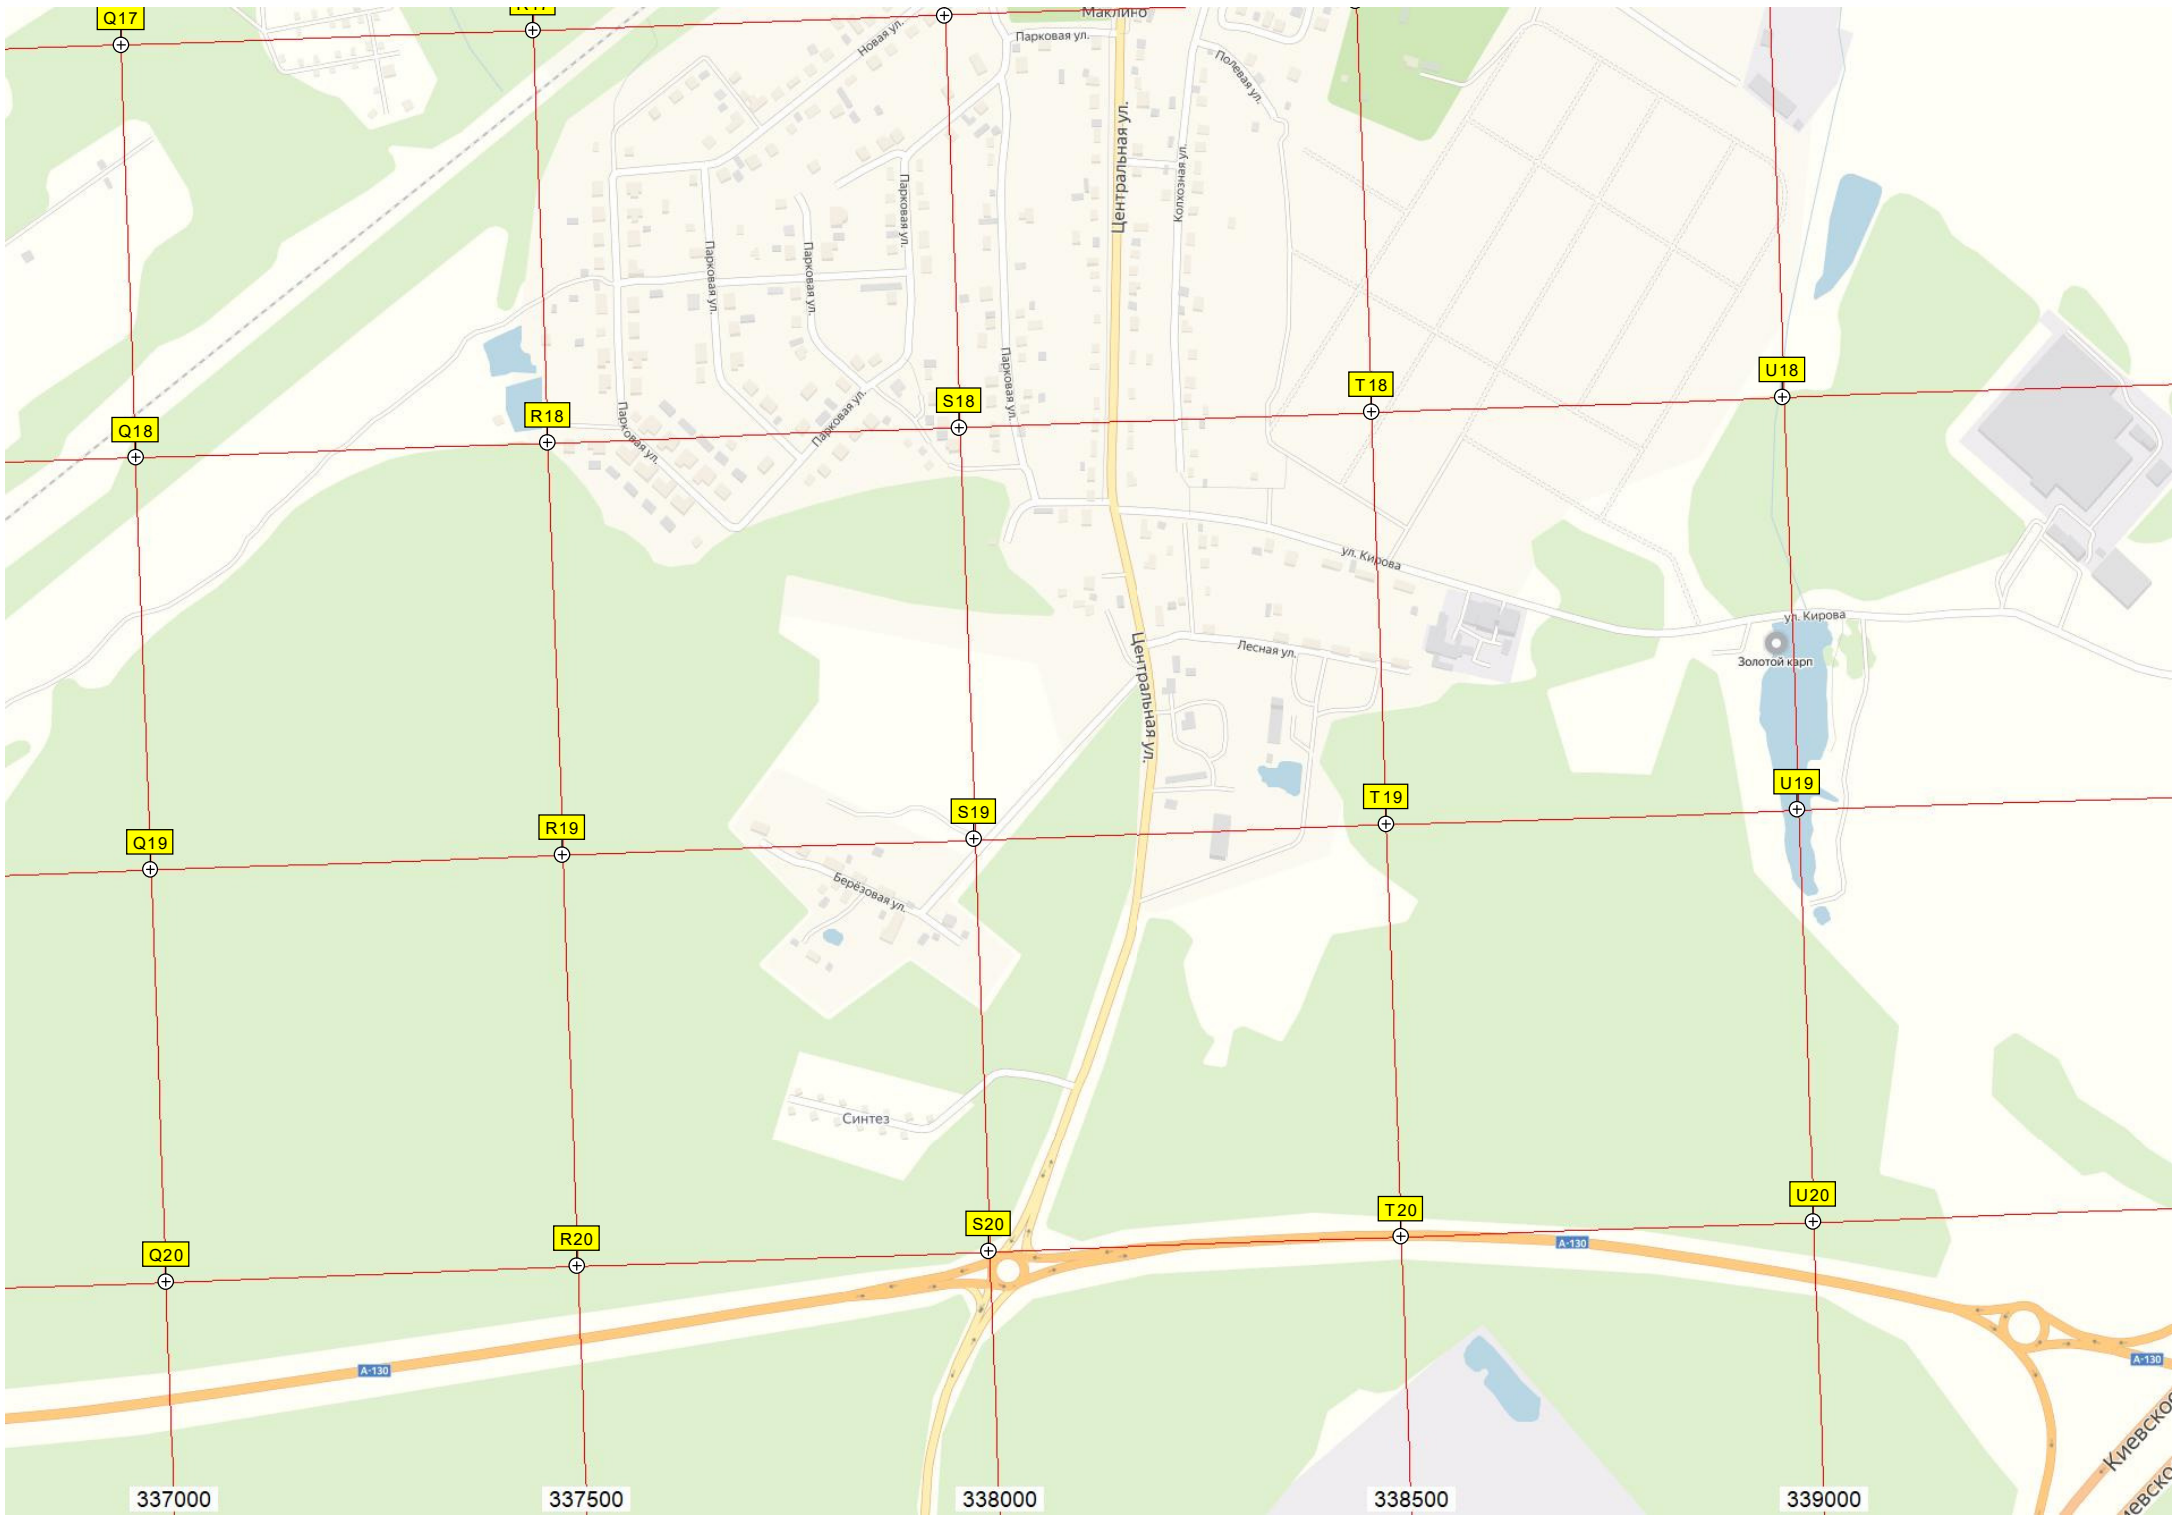 Q17
R17
Маклино
Новая ул.
Парковая ул.
Полевая ул.
Центральная ул.
Колхозная ул.
Парковая ул.
Парковая ул.
Парковая ул.
Парковая ул.
Парковая ул.
Парковая ул.
Q18
R18
S18
T18
U18
ул. Кирова
ул. Кирова
Лесная ул.
Золотой карп
Центральная ул.
Q19
R19
S19
T19
U19
Берёзовая ул.
Синтез
Q20
R20
S20
T20
U20
А-130
А-130
А-130
Киевское
337000
337500
338000
338500
339000